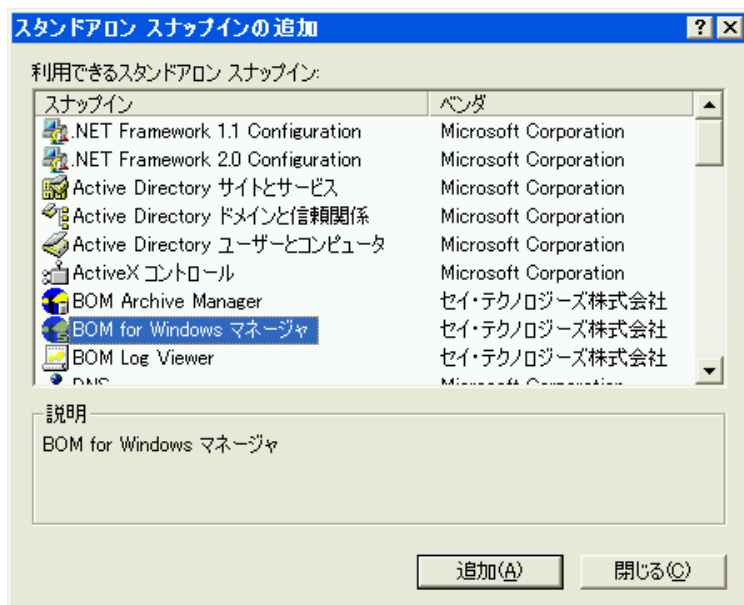 スタンドアロン スナップインの追加
利用できるスタンドアロン スナップイン:
スナップイン ベンダ
.NET Framework 1.1 Configuration Microsoft Corporation
.NET Framework 2.0 Configuration Microsoft Corporation
Active Directory サイトとサービス Microsoft Corporation
Active Directory ドメインと信頼関係 Microsoft Corporation
Active Directory ユーザーとコンピュータ Microsoft Corporation
ActiveX コントロール Microsoft Corporation
BOM Archive Manager セイ・テクノロジーズ株式会社
BOM for Windows マネージャ セイ・テクノロジーズ株式会社
BOM Log Viewer セイ・テクノロジーズ株式会社
DNS Microsoft Corporation
説明
BOM for Windows マネージャ
追加(A) 閉じる(C)